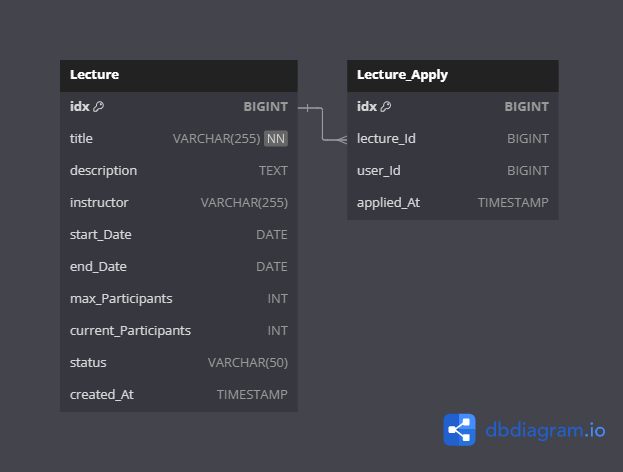 Lecture
idx BIGINT
title VARCHAR(255) NN
description TEXT
instructor VARCHAR(255)
start_Date DATE
end_Date DATE
max_Participants INT
current_Participants INT
status VARCHAR(50)
created_At TIMESTAMP
Lecture_Apply
idx BIGINT
lecture_Id BIGINT
user_Id BIGINT
applied_At TIMESTAMP
dbdiagram.io